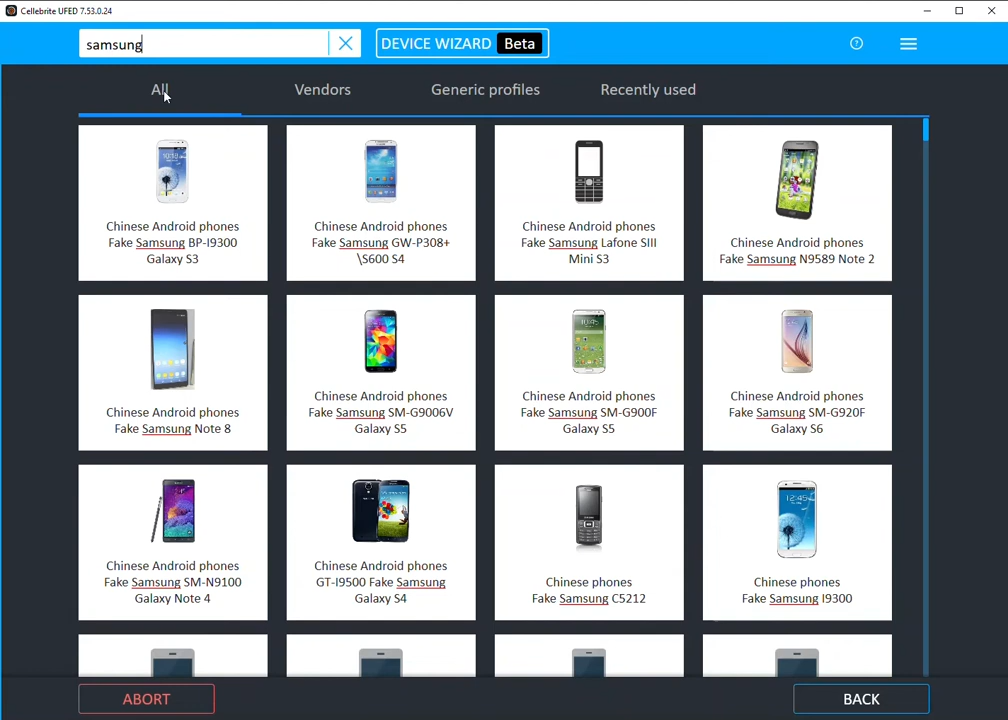 Cellebrite UFED 7.53.0.24
samsung
DEVICE WIZARD Beta
All
Vendors
Generic profiles
Recently used
Chinese Android phones
Fake Samsung BP-I9300
Galaxy S3
Chinese Android phones
Fake Samsung GW-P308+
\S600 S4
Chinese Android phones
Fake Samsung Lafone SIII
Mini S3
Chinese Android phones
Fake Samsung N9589 Note 2
Chinese Android phones
Fake Samsung Note 8
Chinese Android phones
Fake Samsung SM-G9006V
Galaxy S5
Chinese Android phones
Fake Samsung SM-G900F
Galaxy S5
Chinese Android phones
Fake Samsung SM-G920F
Galaxy S6
Chinese Android phones
Fake Samsung SM-N9100
Galaxy Note 4
Chinese Android phones
GT-I9500 Fake Samsung
Galaxy S4
Chinese phones
Fake Samsung C5212
Chinese phones
Fake Samsung I9300
ABORT
BACK